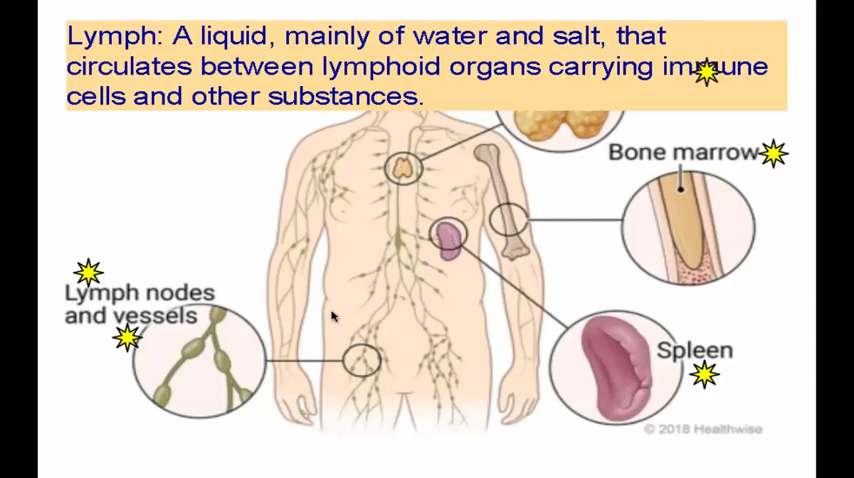 Lymph: A liquid, mainly of water and salt, that
circulates between lymphoid organs carrying immune
cells and other substances.
Bone marrow
Lymph nodes
and vessels
Spleen
© 2018 Healthwise